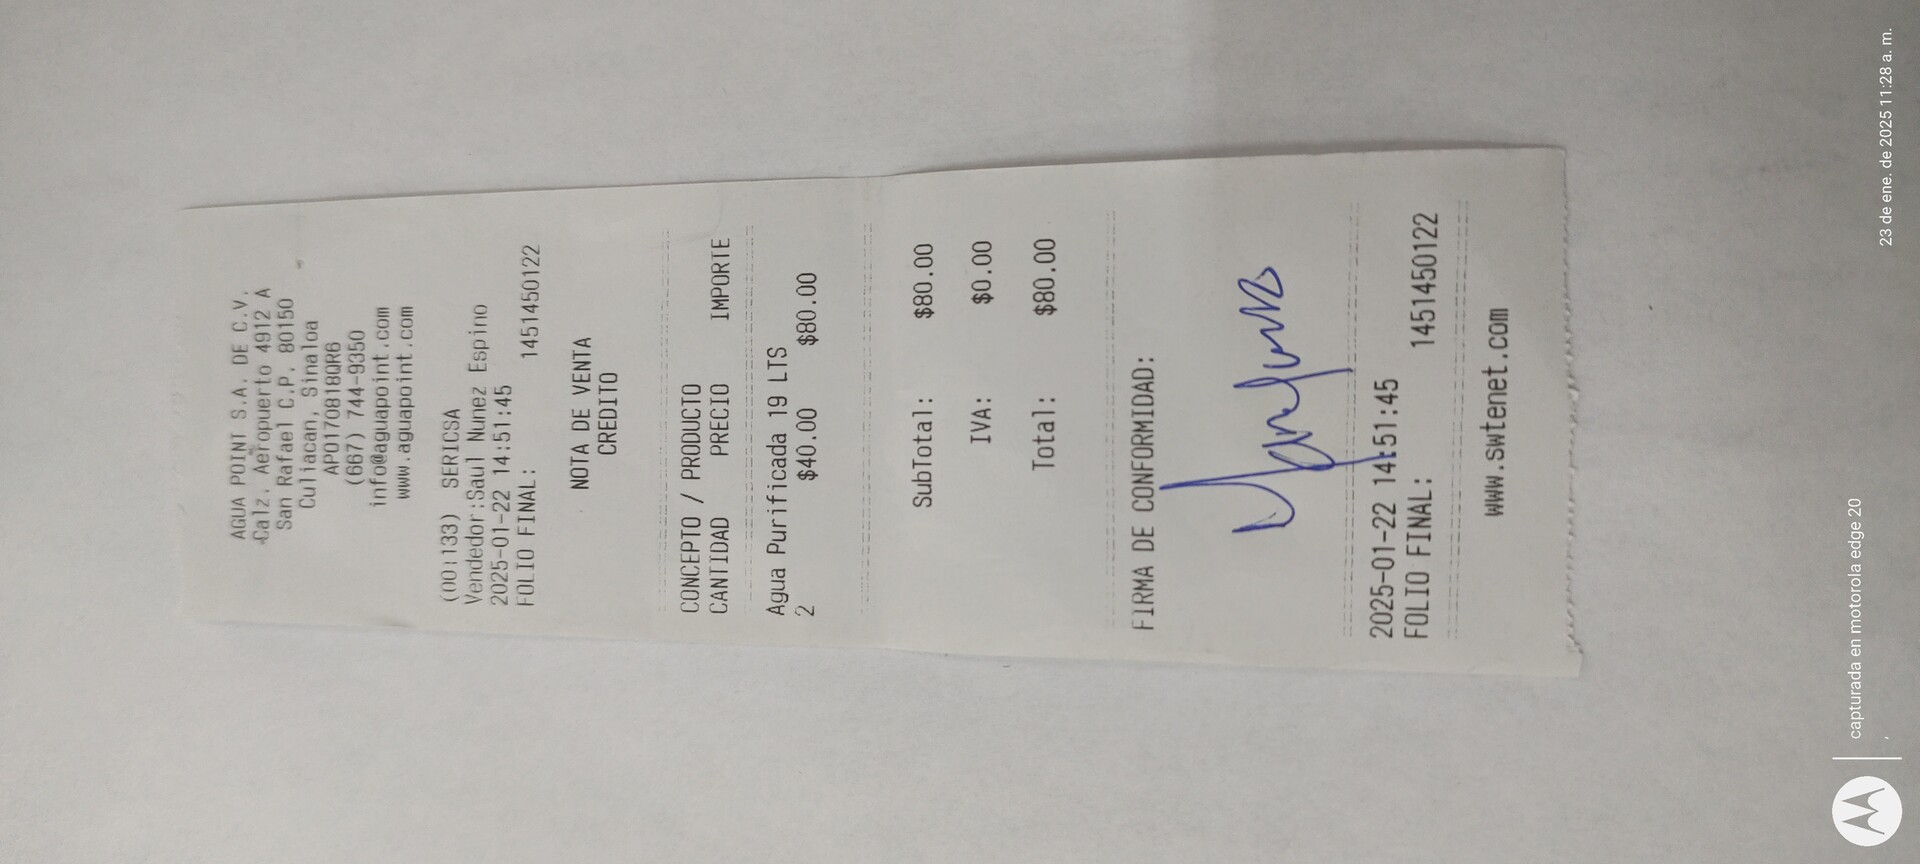 AGUA POINT S.A. DE C.V.
Calz. Aeropuerto 4912 A
San Rafael C.P. 80150
Culiacan, Sinaloa
APO170818QR6
(667) 744-9350
info@aguapoint.com
www.aguapoint.com
(001133) SERICSA
Vendedor:Saul Nunez Espino
2025-01-22 14:51:45
FOLIO FINAL: 1451450122
NOTA DE VENTA
CREDITO
CONCEPTO / PRODUCTO
CANTIDAD PRECIO IMPORTE
Agua Purificada 19 LTS
2 $40.00 $80.00
SubTotal: $80.00
IVA: $0.00
Total: $80.00
FIRMA DE CONFORMIDAD:
2025-01-22 14:51:45
FOLIO FINAL: 1451450122
www.swtenet.com
capturada en motorola edge 20
23 de ene. de 2025 11:28 a. m.